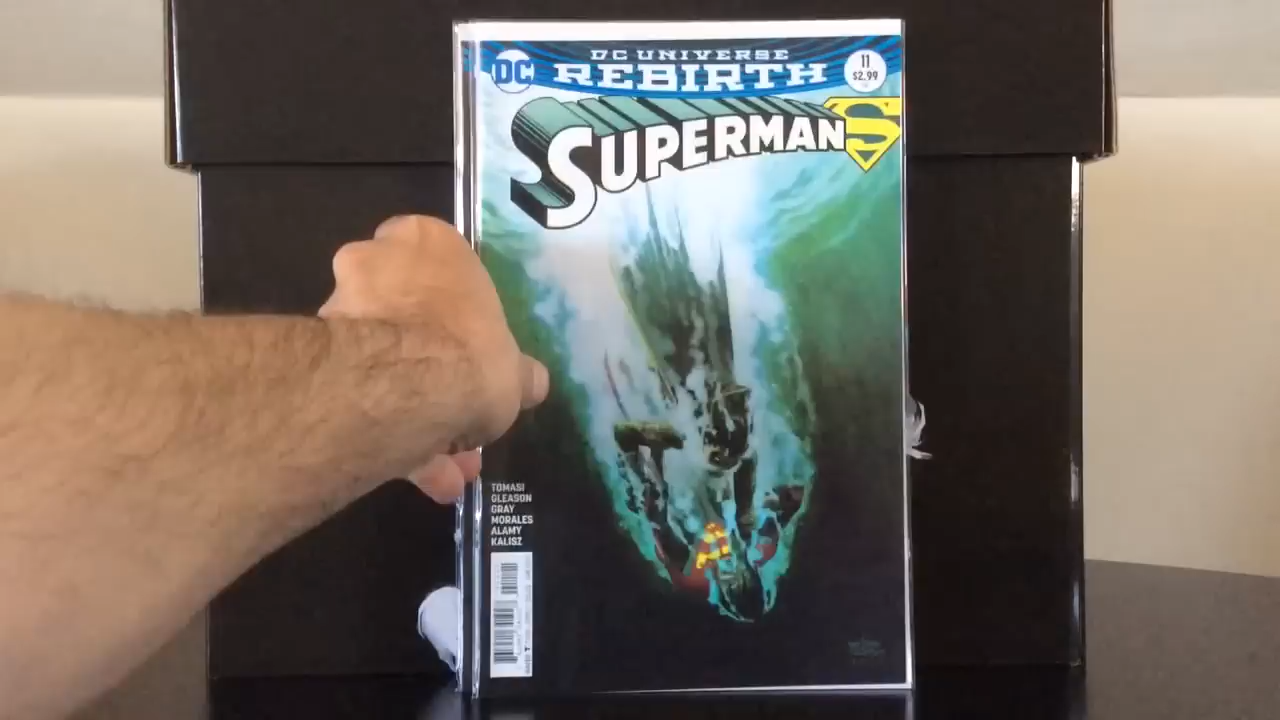 DC UNIVERSE
REBIRTH
DC
11
$2.99
SUPERMAN
S
TOMASI
GLEASON
GRAY
MORALES
ALAMY
KALISZ